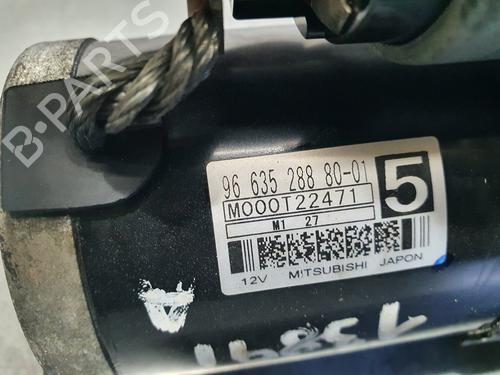 B-PARTS
96 635 288 80-01
5
M000T22471
M1 27
12V MITSUBISHI JAPON